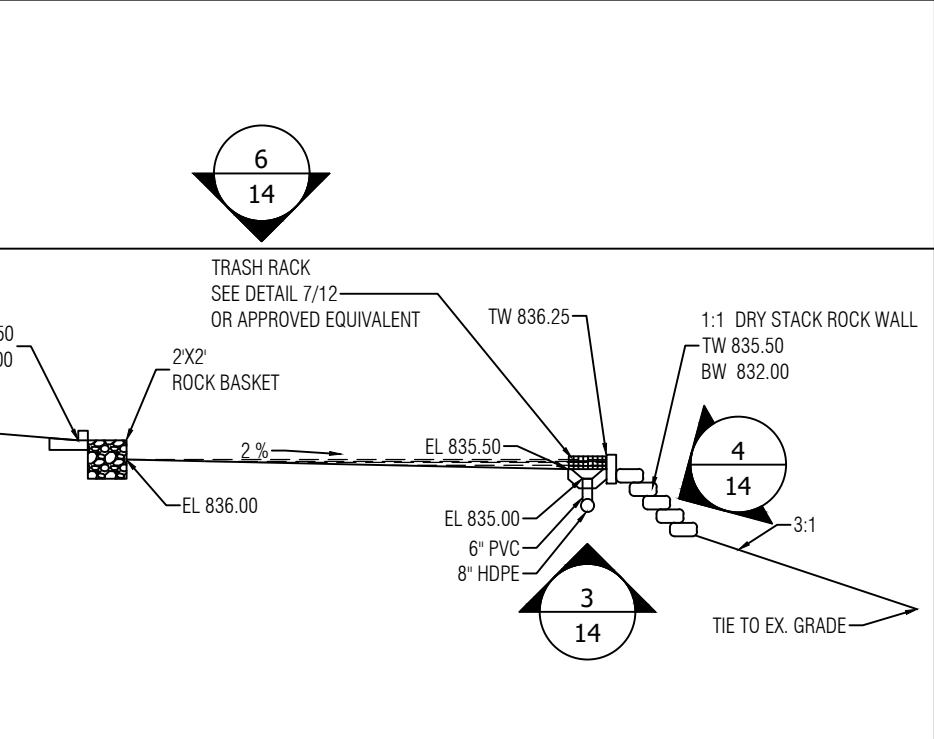 6
14
TRASH RACK
SEE DETAIL 7/12
OR APPROVED EQUIVALENT
TW 836.25
1:1 DRY STACK ROCK WALL
TW 835.50
BW 832.00
50
00
2'X2'
ROCK BASKET
2 %
EL 835.50
4
14
EL 836.00
EL 835.00
3:1
6" PVC
8" HDPE
3
14
TIE TO EX. GRADE